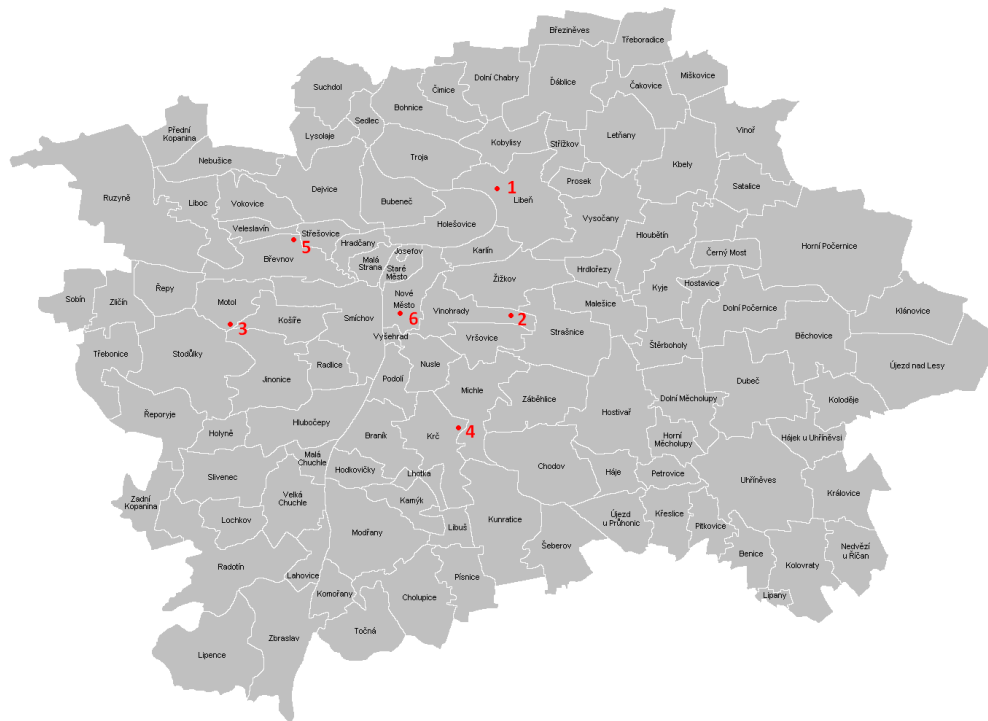 Březiněves
Třeboradice
Miškovice
Dolní Chabry
Ďáblice
Čakovice
Suchdol
Čimice
Bohnice
Sedlec
Vinoř
Přední
Kopanina
Lysolaje
Letňany
Kobylisy
Střížkov
Nebušice
Troja
Kbely
Prosek
Satalice
Dejvice
1
Ruzyně
Liboc
Vokovice
Bubeneč
Libeň
Vysočany
Holešovice
Veleslavín
Střešovice
Hloubětín
5
Hradčany
Josefov
Karlín
Horní Počernice
Břevnov
Malá
Strana
Staré
Město
Černý Most
Žižkov
Hrdlořezy
Hostavice
Sobín
Zličín
Řepy
Motol
Nové
Město
Kyje
Malešice
Dolní Počernice
Klánovice
Košíře
Smíchov
6
Vinohrady
2
3
Strašnice
Běchovice
Vyšehrad
Vršovice
Štěrboholy
Třebonice
Stodůlky
Radlice
Nusle
Újezd nad Lesy
Jinonice
Podolí
Michle
Dubeč
Záběhlice
Dolní Měcholupy
Koloděje
Řeporyje
Hostivař
Hlubočepy
Holyně
Braník
Krč
4
Horní
Měcholupy
Hájek u Uhříněvsi
Malá
Chuchle
Hodkovičky
Lhotka
Chodov
Háje
Petrovice
Slivenec
Uhříněves
Královice
Zadní
Kopanina
Velká
Chuchle
Kamýk
Lochkov
Újezd
u Průhonic
Křeslice
Kunratice
Libuš
Pitkovice
Modřany
Šeberov
Benice
Nedvězí
u Říčan
Kolovraty
Radotín
Lahovice
Písnice
Komořany
Cholupice
Lipany
Točná
Zbraslav
Lipence